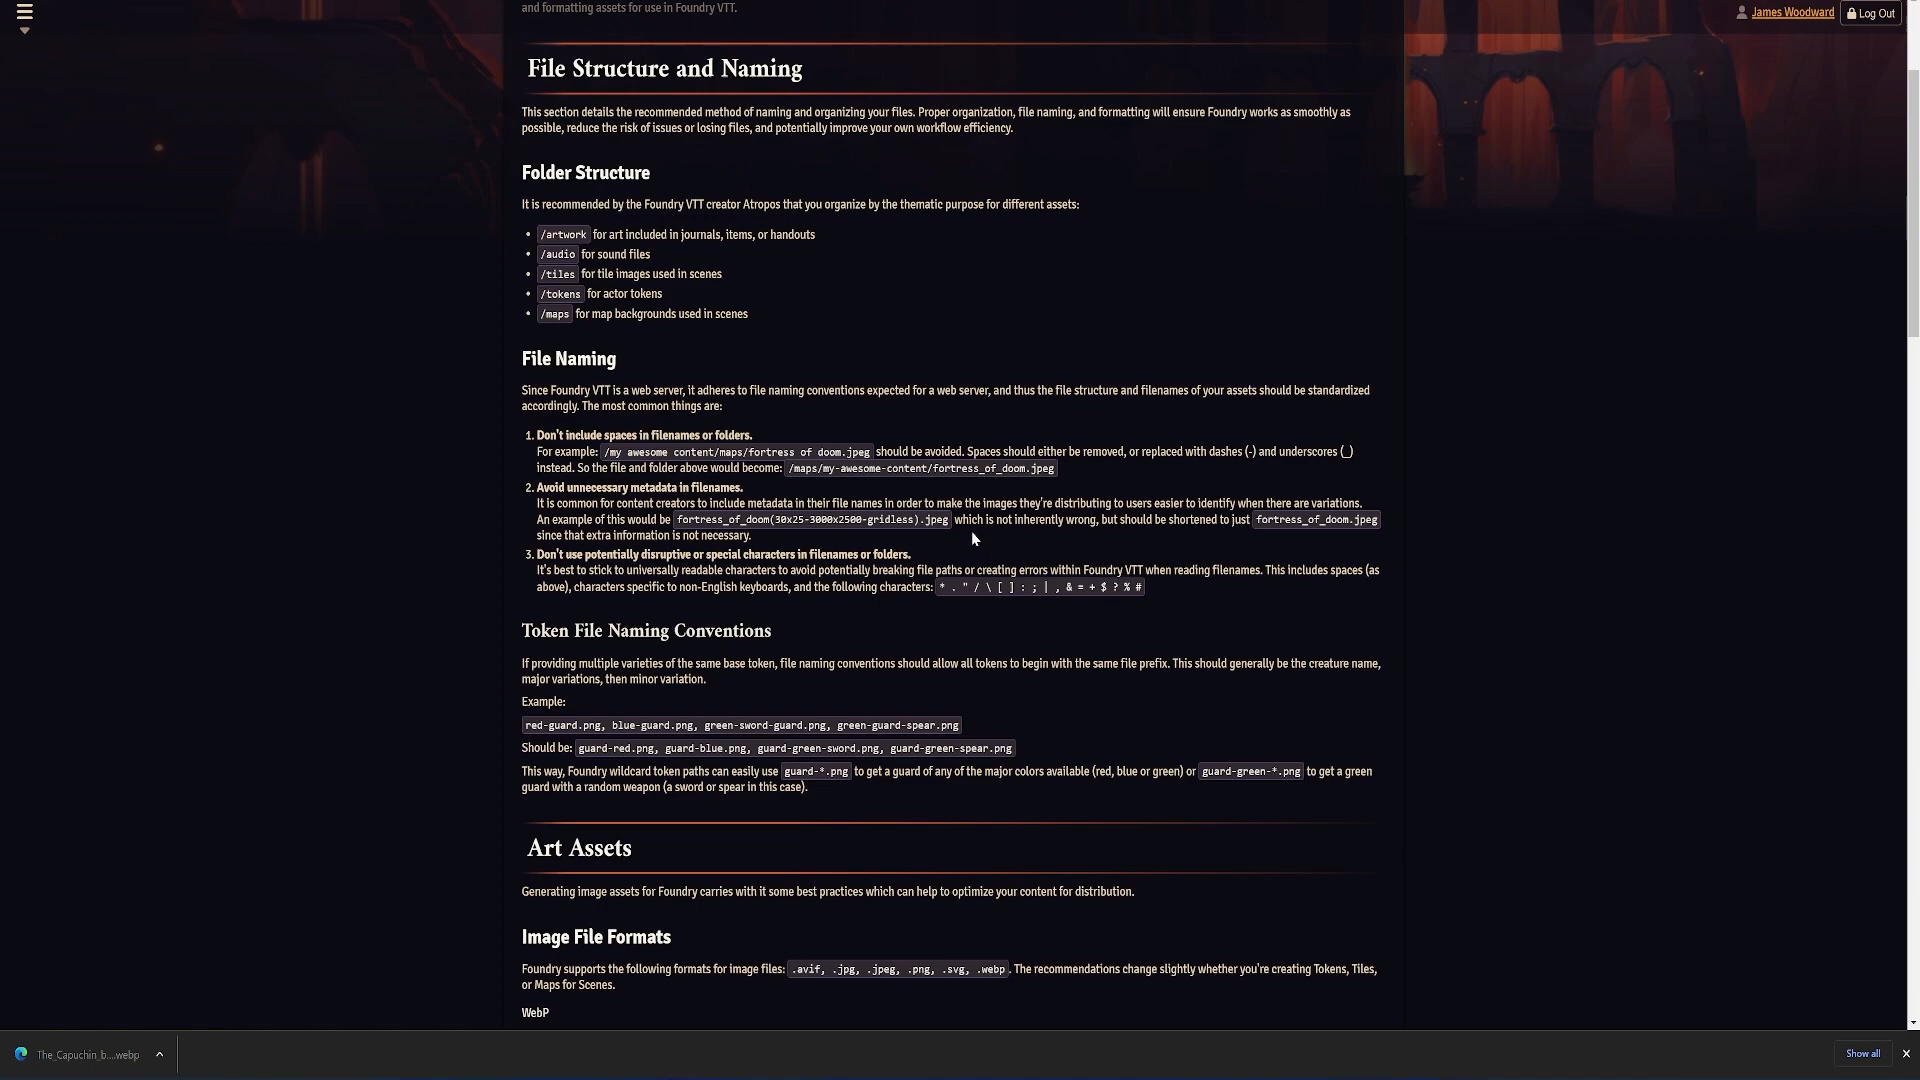 and formatting assets for use in Foundry VTT.
James Woodward
Log Out
File Structure and Naming
This section details the recommended method of naming and organizing your files. Proper organization, file naming, and formatting will ensure Foundry works as smoothly as
possible, reduce the risk of issues or losing files, and potentially improve your own workflow efficiency.
Folder Structure
It is recommended by the Foundry VTT creator Atropos that you organize by the thematic purpose for different assets:
• /artwork for art included in journals, items, or handouts
• /audio for sound files
• /tiles for tile images used in scenes
• /tokens for actor tokens
• /maps for map backgrounds used in scenes
File Naming
Since Foundry VTT is a web server, it adheres to file naming conventions expected for a web server, and thus the file structure and filenames of your assets should be standardized
accordingly. The most common things are:
1. Don't include spaces in filenames or folders.
For example: /my awesome content/maps/fortress of doom.jpeg should be avoided. Spaces should either be removed, or replaced with dashes (-) and underscores (_)
instead. So the file and folder above would become: /maps/my-awesome-content/fortress_of_doom.jpeg
2. Avoid unnecessary metadata in filenames.
It is common for content creators to include metadata in their file names in order to make the images they're distributing to users easier to identify when there are variations.
An example of this would be fortress_of_doom(30x25-3000x2500-gridless).jpeg which is not inherently wrong, but should be shortened to just fortress_of_doom.jpeg
since that extra information is not necessary.
3. Don't use potentially disruptive or special characters in filenames or folders.
It's best to stick to universally readable characters to avoid potentially breaking file paths or creating errors within Foundry VTT when reading filenames. This includes spaces (as
above), characters specific to non-English keyboards, and the following characters: * . " / \ [ ] : ; | , & = + $ ? % #
Token File Naming Conventions
If providing multiple varieties of the same base token, file naming conventions should allow all tokens to begin with the same file prefix. This should generally be the creature name,
major variations, then minor variation.
Example:
red-guard.png, blue-guard.png, green-sword-guard.png, green-guard-spear.png
Should be: guard-red.png, guard-blue.png, guard-green-sword.png, guard-green-spear.png
This way, Foundry wildcard token paths can easily use guard-*.png to get a guard of any of the major colors available (red, blue or green) or guard-green-*.png to get a green
guard with a random weapon (a sword or spear in this case).
Art Assets
Generating image assets for Foundry carries with it some best practices which can help to optimize your content for distribution.
Image File Formats
Foundry supports the following formats for image files: .avif, .jpg, .jpeg, .png, .svg, .webp. The recommendations change slightly whether you're creating Tokens, Tiles,
or Maps for Scenes.
WebP
The_Capuchin_b....webp
Show all